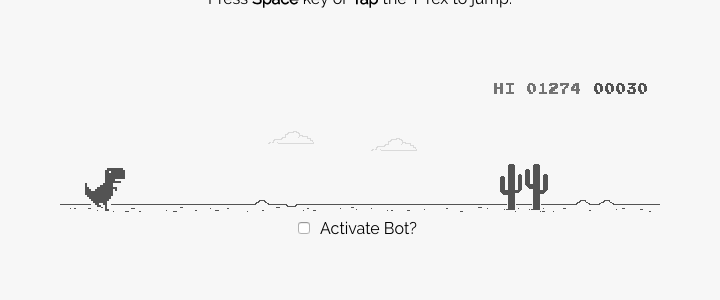 Press Space key or Tap the T-rex to jump.
HI 01274 00030
Activate Bot?